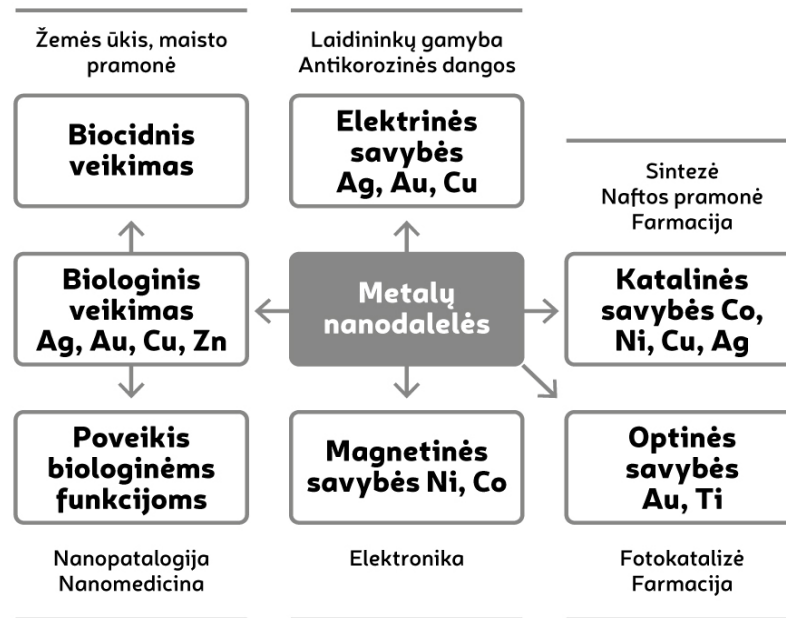 Žemės ūkis, maisto
pramonė
Biocidnis
veikimas
Biologinis
veikimas
Ag, Au, Cu, Zn
Poveikis
biologinėms
funkcijoms
Nanopatalogija
Nanomedicina
Laidininkų gamyba
Antikorozinės dangos
Elektrinės
savybės
Ag, Au, Cu
Metalų
nanodalelės
Magnetinės
savybės Ni, Co
Elektronika
Sintezė
Naftos pramonė
Farmacija
Katalinės
savybės Co,
Ni, Cu, Ag
Optinės
savybės
Au, Ti
Fotokatalizė
Farmacija